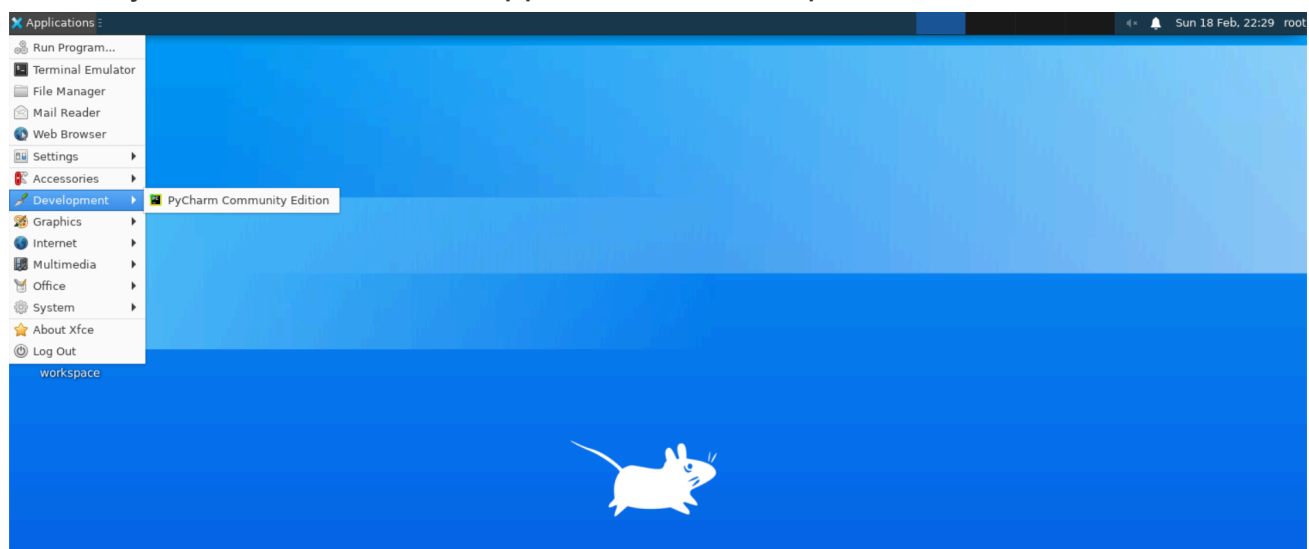 Applications
Sun 18 Feb, 22:29 root
Run Program...
Terminal Emulator
File Manager
Mail Reader
Web Browser
Settings
Accessories
Development
PyCharm Community Edition
Graphics
Internet
Multimedia
Office
System
About Xfce
Log Out
workspace